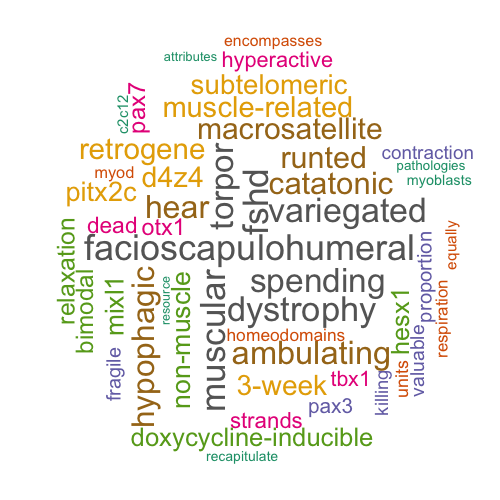 encompasses
attributes
hyperactive
subtelomeric
c2c12
pax7
muscle-related
macrosatellite
retrogene
torpor
runted
contraction
pathologies
myod
d4z4
fshd
catatonic
myoblasts
pitx2c
hear
variegated
dead
otx1
facioscapulohumeral
relaxation
bimodal
mixl1
hypophagic
resource
non-muscle
muscular
spending
dystrophy
hesx1
proportion
equally
respiration
homeodomains
ambulating
fragile
3-week
tbx1
killing
units
valuable
pax3
strands
doxycycline-inducible
recapitulate